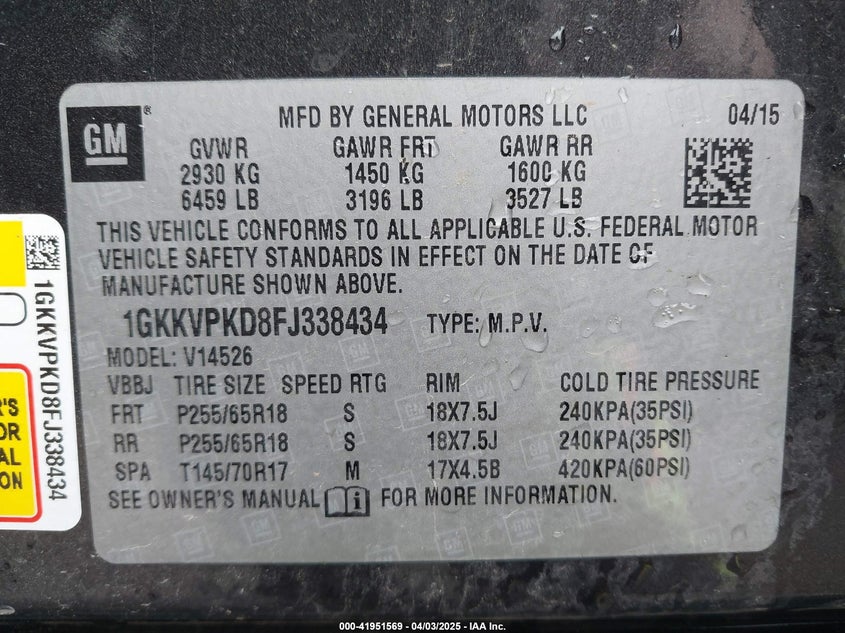 GM
®
MFD BY GENERAL MOTORS LLC 04/15
GVWR GAWR FRT GAWR RR
2930 KG 1450 KG 1600 KG
6459 LB 3196 LB 3527 LB
THIS VEHICLE CONFORMS TO ALL APPLICABLE U.S. FEDERAL MOTOR
VEHICLE SAFETY STANDARDS IN EFFECT ON THE DATE OF
MANUFACTURE SHOWN ABOVE.
1GKKVPKD8FJ338434 TYPE: M.P.V.
MODEL: V14526
VBBJ TIRE SIZE SPEED RTG RIM COLD TIRE PRESSURE
FRT P255/65R18 S 18X7.5J 240KPA(35PSI)
RR P255/65R18 S 18X7.5J 240KPA(35PSI)
SPA T145/70R17 M 17X4.5B 420KPA(60PSI)
SEE OWNER'S MANUAL i FOR MORE INFORMATION.
1GKKVPKD8FJ338434
R'S
OR
AL
ON
000-41951569 - 04/03/2025 - IAA Inc.